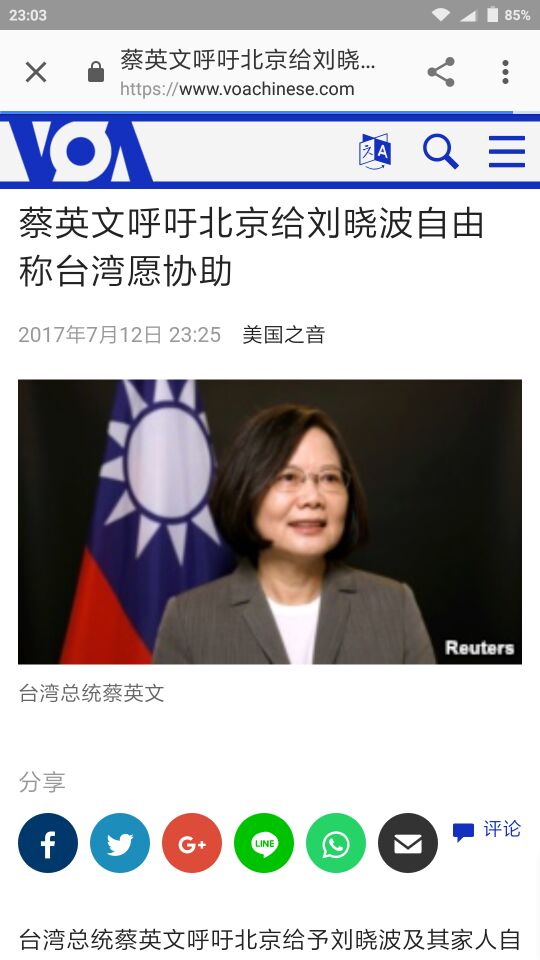 23:03 85%
蔡英文呼吁北京给刘晓...
https://www.voachinese.com
VOA
蔡英文呼吁北京给刘晓波自由
称台湾愿协助
2017年7月12日 23:25 美国之音
Reuters
台湾总统蔡英文
分享
f G+ LINE 评论
台湾总统蔡英文呼吁北京给予刘晓波及其家人自